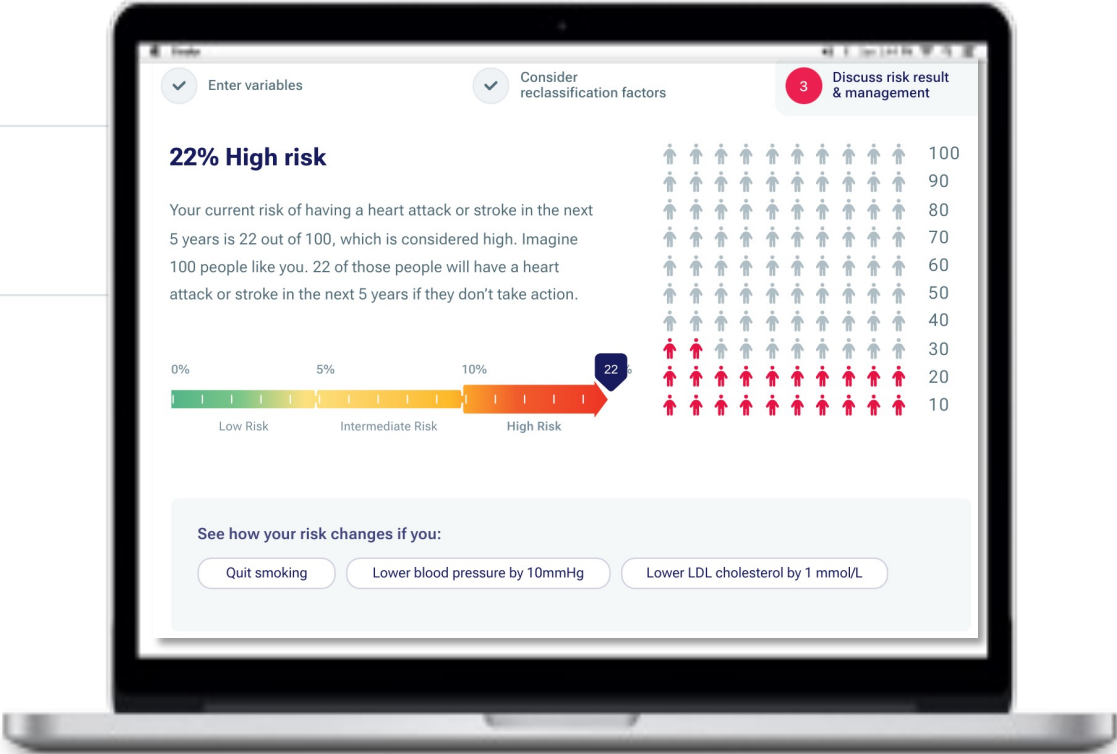 Enter variables
Consider
reclassification factors
3
Discuss risk result
& management
22% High risk
Your current risk of having a heart attack or stroke in the next
5 years is 22 out of 100, which is considered high. Imagine
100 people like you. 22 of those people will have a heart
attack or stroke in the next 5 years if they don't take action.
0% 5% 10% 22
Low Risk Intermediate Risk High Risk
100
90
80
70
60
50
40
30
20
10
See how your risk changes if you:
Quit smoking Lower blood pressure by 10mmHg Lower LDL cholesterol by 1 mmol/L